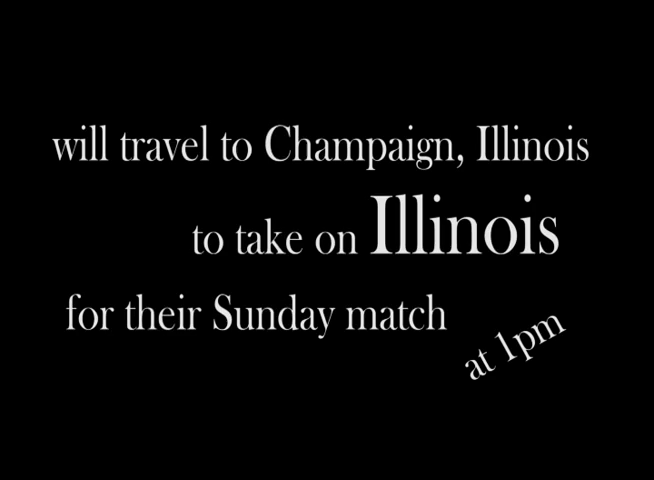 will travel to Champaign, Illinois
to take on Illinois
for their Sunday match
at 1pm